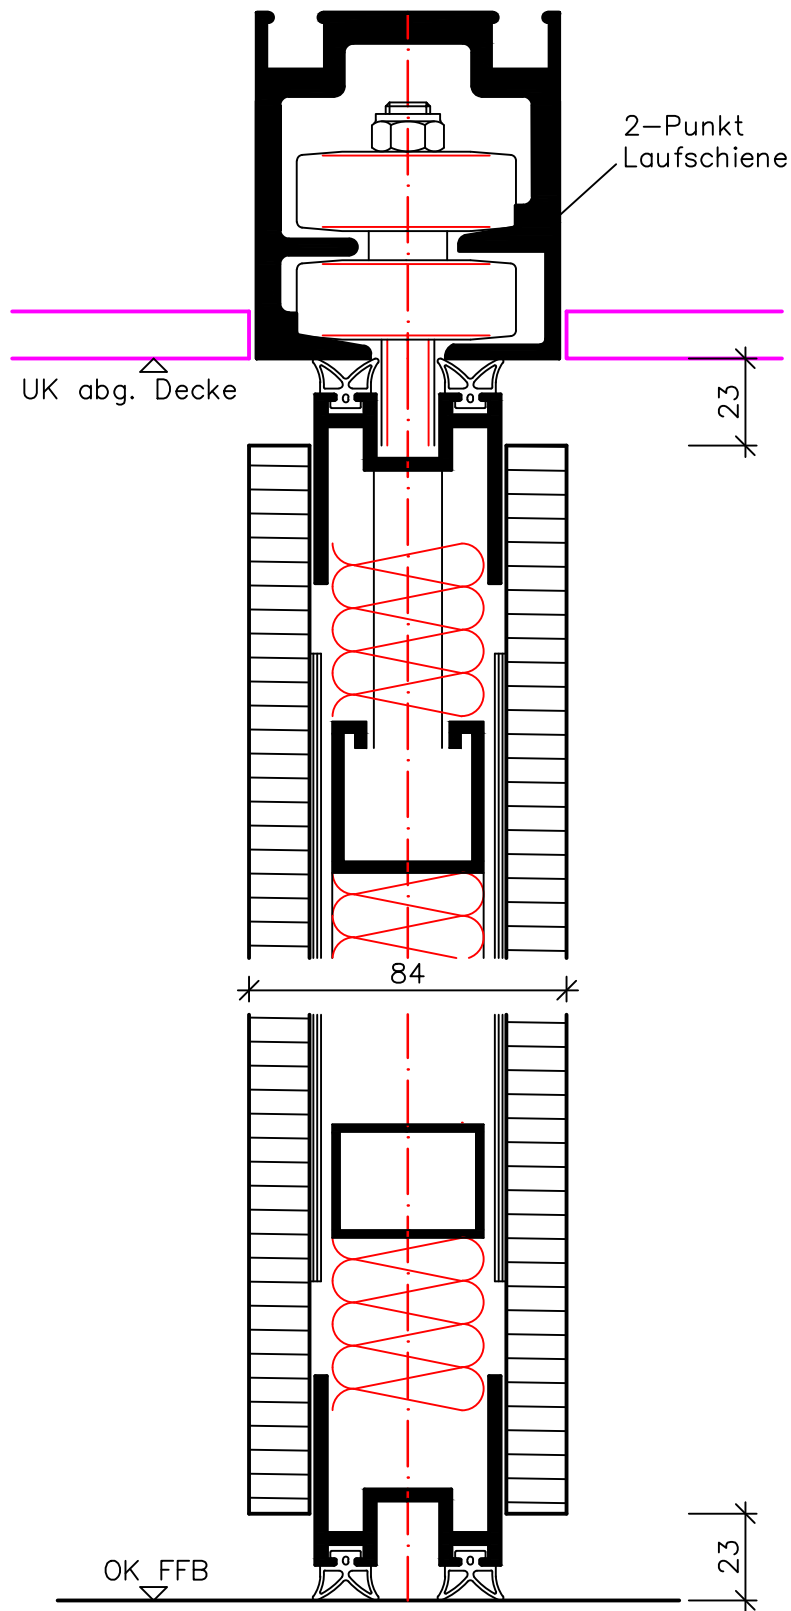 2-Punkt
Laufschiene
UK abg. Decke
23
84
23
OK FFB